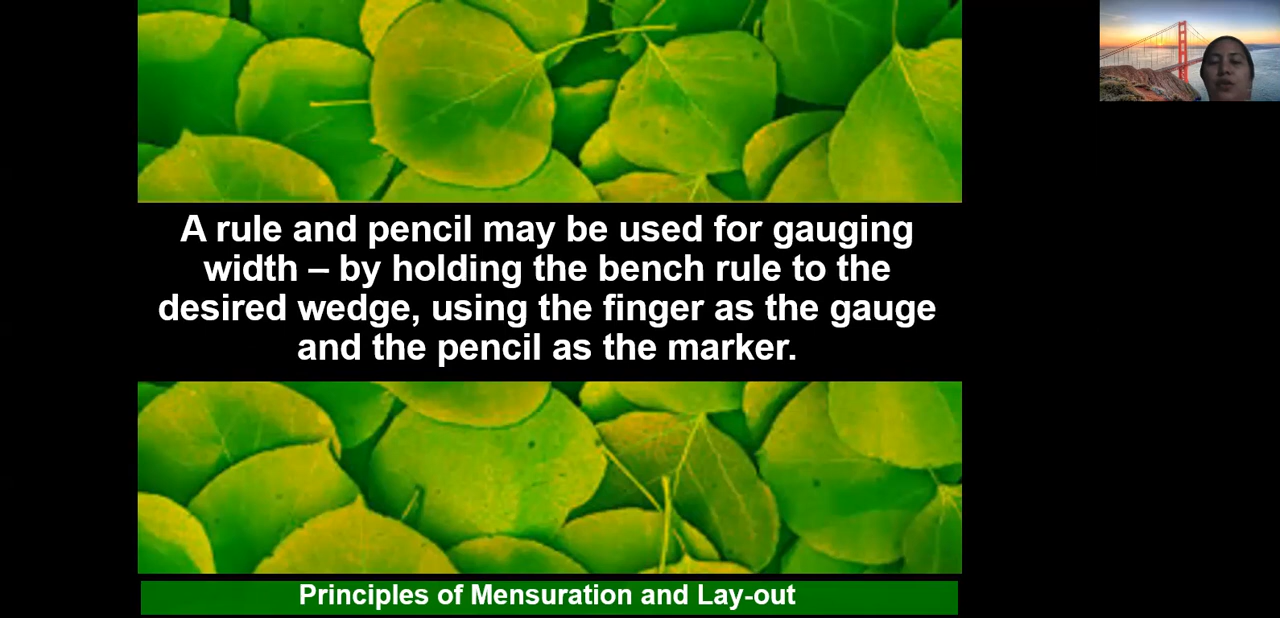 A rule and pencil may be used for gauging
width – by holding the bench rule to the
desired wedge, using the finger as the gauge
and the pencil as the marker.
Principles of Mensuration and Lay-out